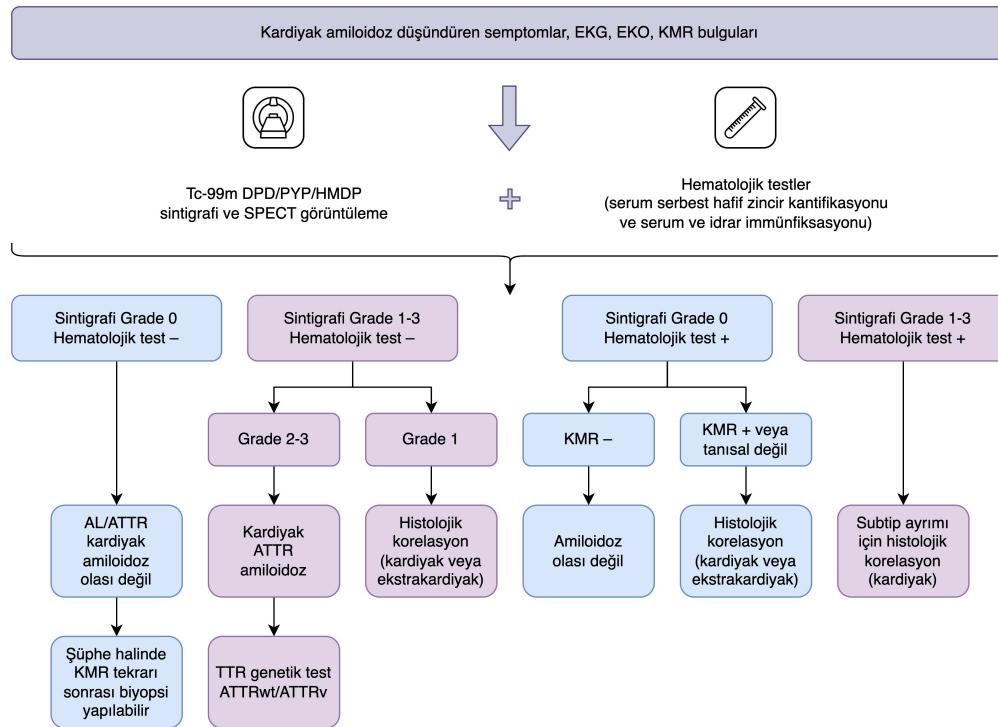 Kardiyak amiloidoz düşündüren semptomlar, EKG, EKO, KMR bulguları
Tc-99m DPD/PYP/HMDP
sintigrafi ve SPECT görüntüleme
+
Hematolojik testler
(serum serbest hafif zincir kantifikasyonu
ve serum ve idrar immünfiksasyonu)
Sintigrafi Grade 0
Hematolojik test –
Sintigrafi Grade 1-3
Hematolojik test –
Sintigrafi Grade 0
Hematolojik test +
Sintigrafi Grade 1-3
Hematolojik test +
Grade 2-3
Grade 1
KMR –
KMR + veya
tanısal değil
AL/ATTR
kardiyak
amiloidoz
olası değil
Kardiyak
ATTR
amiloidoz
Histolojik
korelasyon
(kardiyak veya
ekstrakardiyak)
Amiloidoz
olası değil
Histolojik
korelasyon
(kardiyak veya
ekstrakardiyak)
Subtip ayrımı
için histolojik
korelasyon
(kardiyak)
Şüphe halinde
KMR tekrarı
sonrası biyopsi
yapılabilir
TTR genetik test
ATTRwt/ATTRv